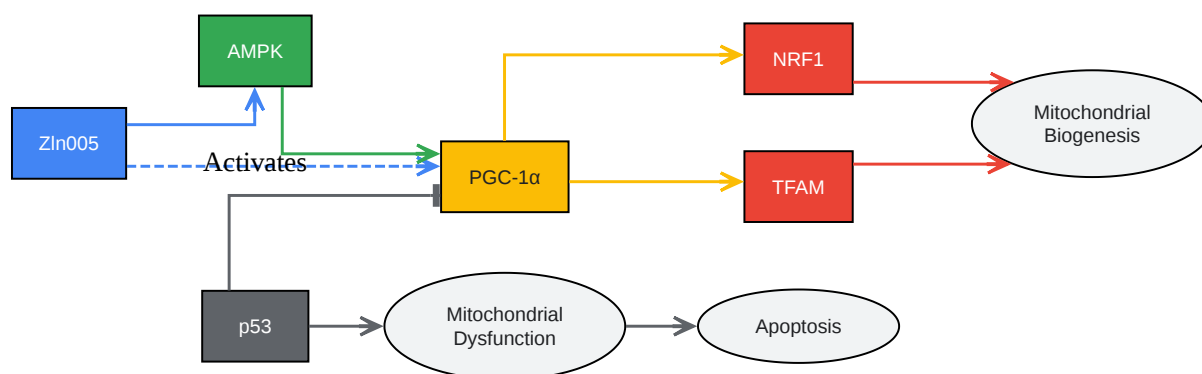 AMPK
NRF1
Mitochondrial
Biogenesis
Zln005
Activates
PGC-1α
TFAM
p53
Mitochondrial
Dysfunction
Apoptosis